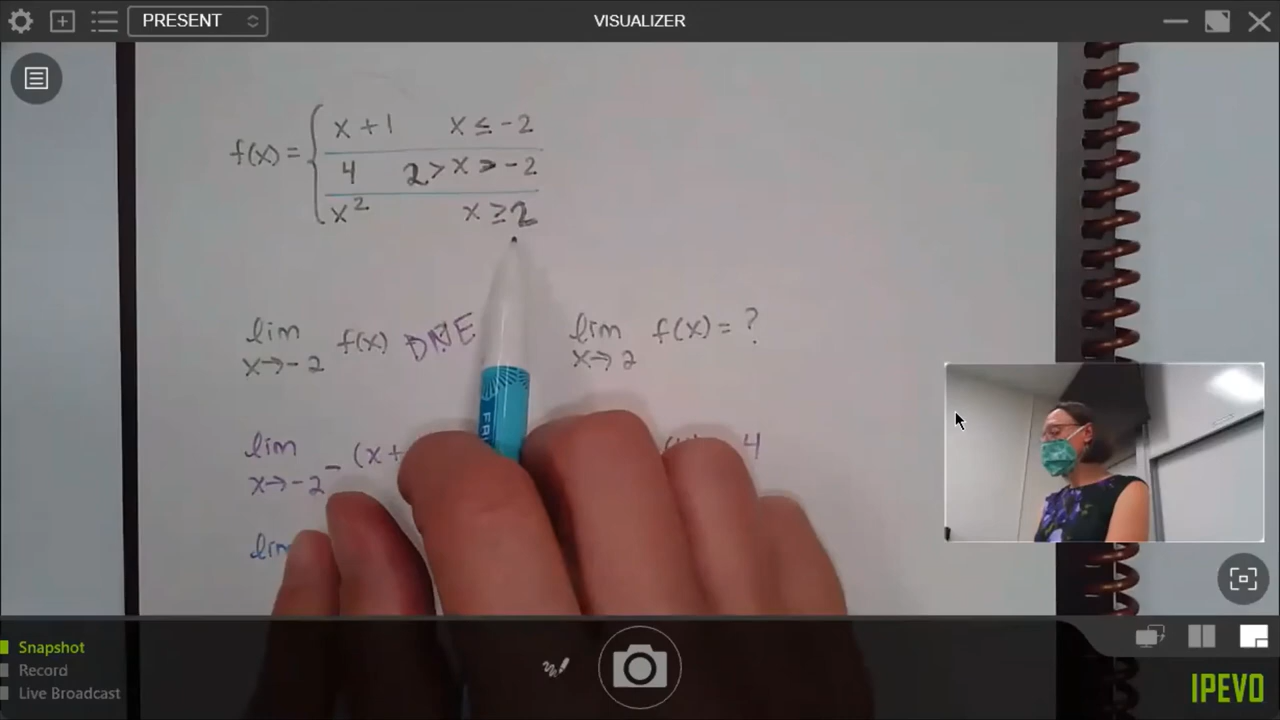 PRESENT
VISUALIZER
x+1 x ≤ -2
f(x) = { 4 2 > x > -2
x² x ≥ 2
lim x→-2 f(x) DNE
lim x→2 f(x) = ?
lim x→-2⁻ (x+
4
lim
Snapshot
Record
Live Broadcast
IPEVO